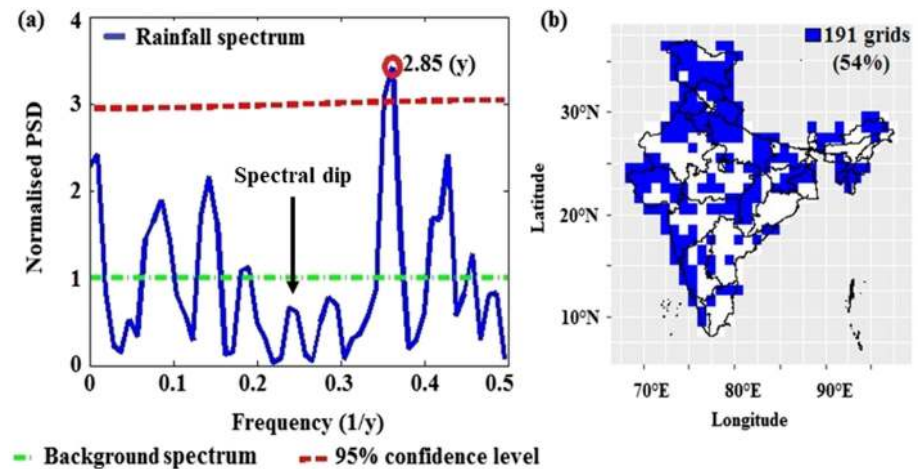 (a)
4
3
2
1
0
Normalised PSD
Rainfall spectrum
2.85 (y)
Spectral dip
0 0.1 0.2 0.3 0.4 0.5
Frequency (1/y)
Background spectrum 95% confidence level
(b)
191 grids
(54%)
Latitude
30°N
20°N
10°N
70°E 80°E 90°E
Longitude